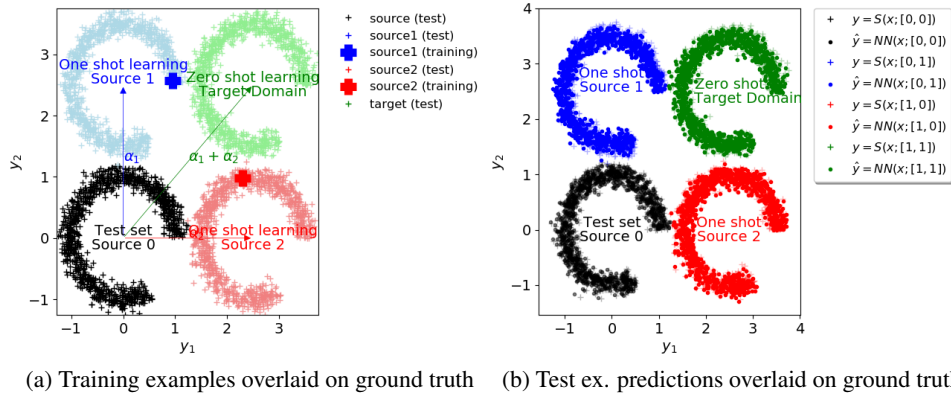 One shot learning
Source 1
Zero shot learning
Target Domain
α₁
α₁ + α₂
Test set
Source 0
One shot learning
Source 2
y₂
3
2
1
0
−1
−1
0
1
2
3
y₁
source (test)
source1 (test)
source1 (training)
source2 (test)
source2 (training)
target (test)
One shot
Source 1
Zero shot
Target Domain
Test set
Source 0
One shot
Source 2
y₂
4
3
2
1
0
−1
−1
0
1
2
3
4
y₁
y = S(x; [0, 0])
ŷ = NN(x; [0, 0])
y = S(x; [0, 1])
ŷ = NN(x; [0, 1])
y = S(x; [1, 0])
ŷ = NN(x; [1, 0])
y = S(x; [1, 1])
ŷ = NN(x; [1, 1])
(a) Training examples overlaid on ground truth
(b) Test ex. predictions overlaid on ground truth